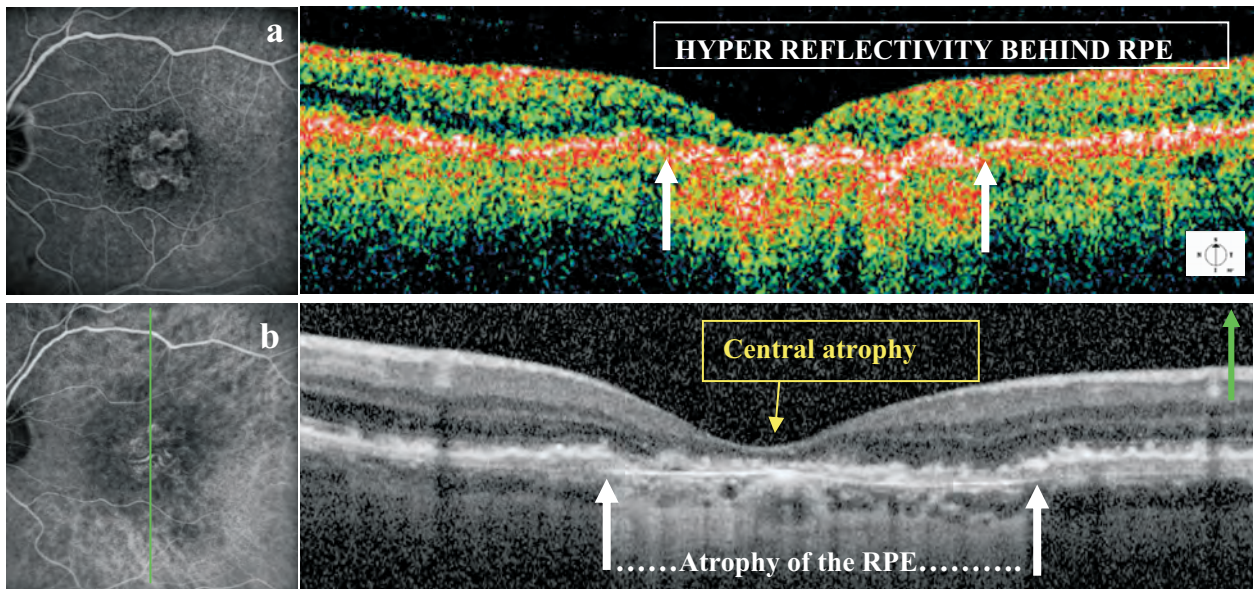 a
HYPER REFLECTIVITY BEHIND RPE
b
Central atrophy
......Atrophy of the RPE..........